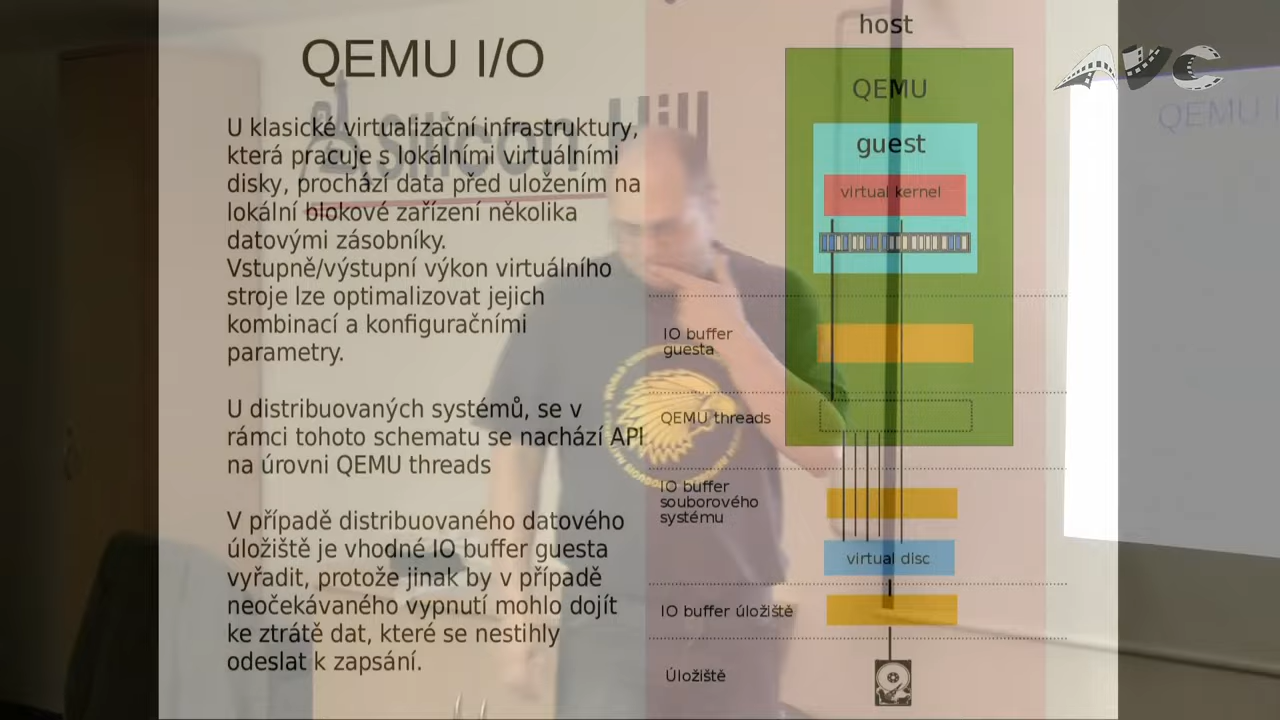 QEMU I/O
U klasické virtualizační infrastruktury,
která pracuje s lokálními virtuálními
disky, prochází data před uložením na
lokální blokové zařízení několika
datovými zásobníky.
Vstupně/výstupní výkon virtuálního
stroje lze optimalizovat jejich
kombinací a konfiguračními
parametry.
U distribuovaných systémů, se v
rámci tohoto schematu se nachází API
na úrovni QEMU threads
V případě distribuovaného datového
úložiště je vhodné IO buffer guesta
vyřadit, protože jinak by v případě
neočekávaného vypnutí mohlo dojít
ke ztrátě dat, které se nestihly
odeslat k zapsání.
host
QEMU
guest
virtual kernel
IO buffer
guesta
QEMU threads
IO buffer
souborového
systému
virtual disc
IO buffer úložiště
Úložiště
silicon Hill
AVC
QEMU